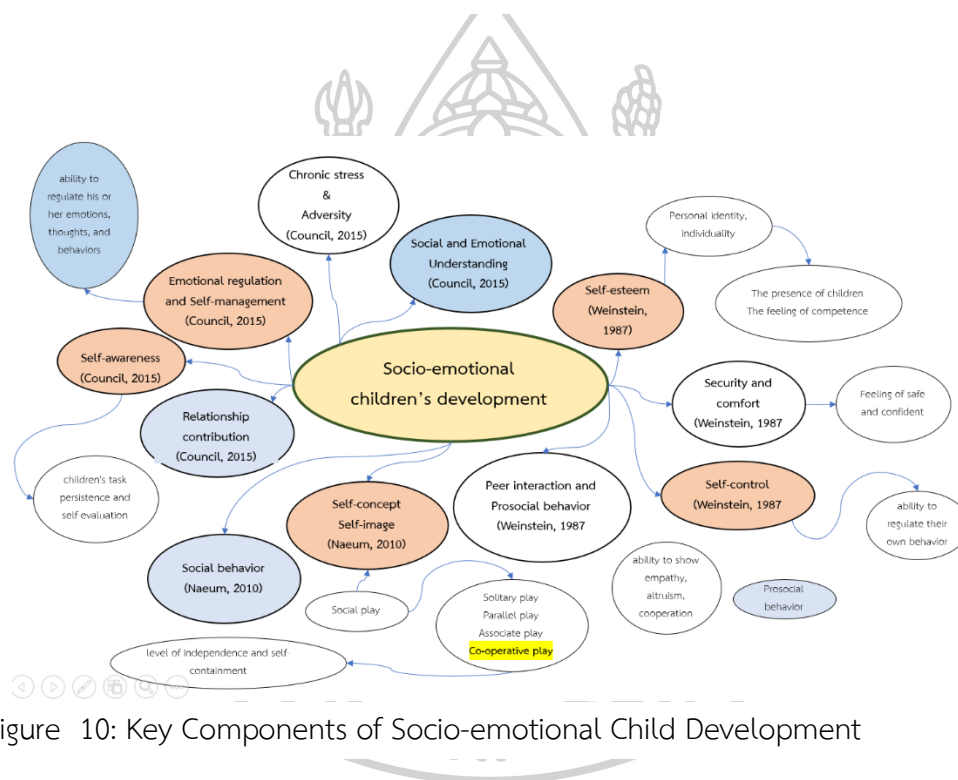 ability to
regulate his or
her emotions,
thoughts, and
behaviors
Chronic stress
&
Adversity
(Council, 2015)
Social and Emotional
Understanding
(Council, 2015)
Personal identity,
individuality
Emotional regulation
and Self-management
(Council, 2015)
Self-esteem
(Weinstein,
1987)
The presence of children
The feeling of competence
Self-awareness
(Council, 2015)
Socio-emotional
children's development
Security and
comfort
(Weinstein, 1987
Feeling of safe
and confident
Relationship
contribution
(Council, 2015)
children's task
persistence and
self-evaluation
Self-concept
Self-image
(Naeum, 2010)
Peer interaction and
Prosocial behavior
(Weinstein, 1987
Self-control
(Weinstein, 1987
ability to
regulate their
own behavior
Social behavior
(Naeum, 2010)
Social play
Solitary play
Parallel play
Associate play
Co-operative play
ability to show
empathy,
altruism,
cooperation
Prosocial
behavior
level of independence and self-
containment
igure 10: Key Components of Socio-emotional Child Development